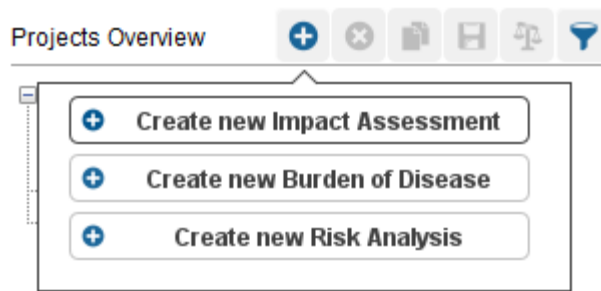 Projects Overview
Create new Impact Assessment
Create new Burden of Disease
Create new Risk Analysis